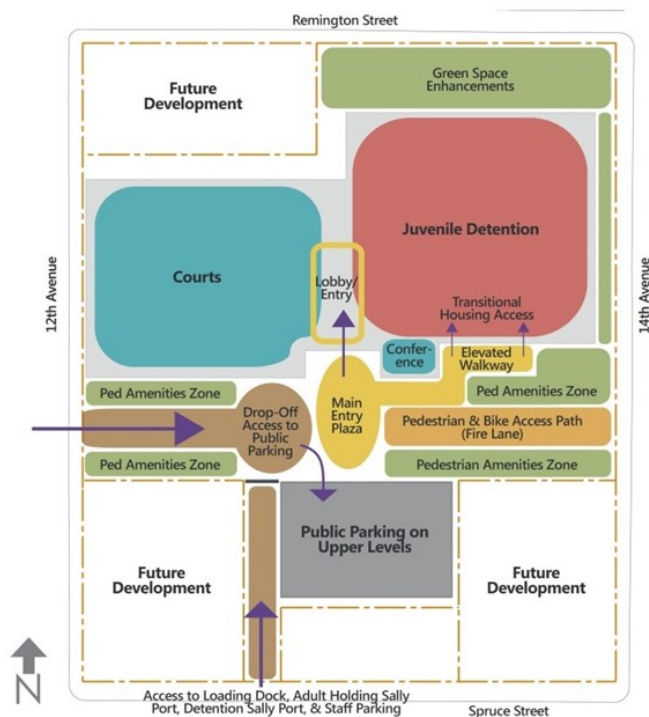 Remington Street
Future
Development
Green Space
Enhancements
12th Avenue
Courts
Lobby/
Entry
Juvenile Detention
Transitional
Housing Access
14th Avenue
Confer-
ence
Elevated
Walkway
Ped Amenities Zone
Ped Amenities Zone
Drop-Off
Access to
Public
Parking
Main
Entry
Plaza
Pedestrian & Bike Access Path
(Fire Lane)
Ped Amenities Zone
Pedestrian Amenities Zone
Future
Development
Public Parking on
Upper Levels
Future
Development
N
Access to Loading Dock, Adult Holding Sally
Port, Detention Sally Port, & Staff Parking
Spruce Street